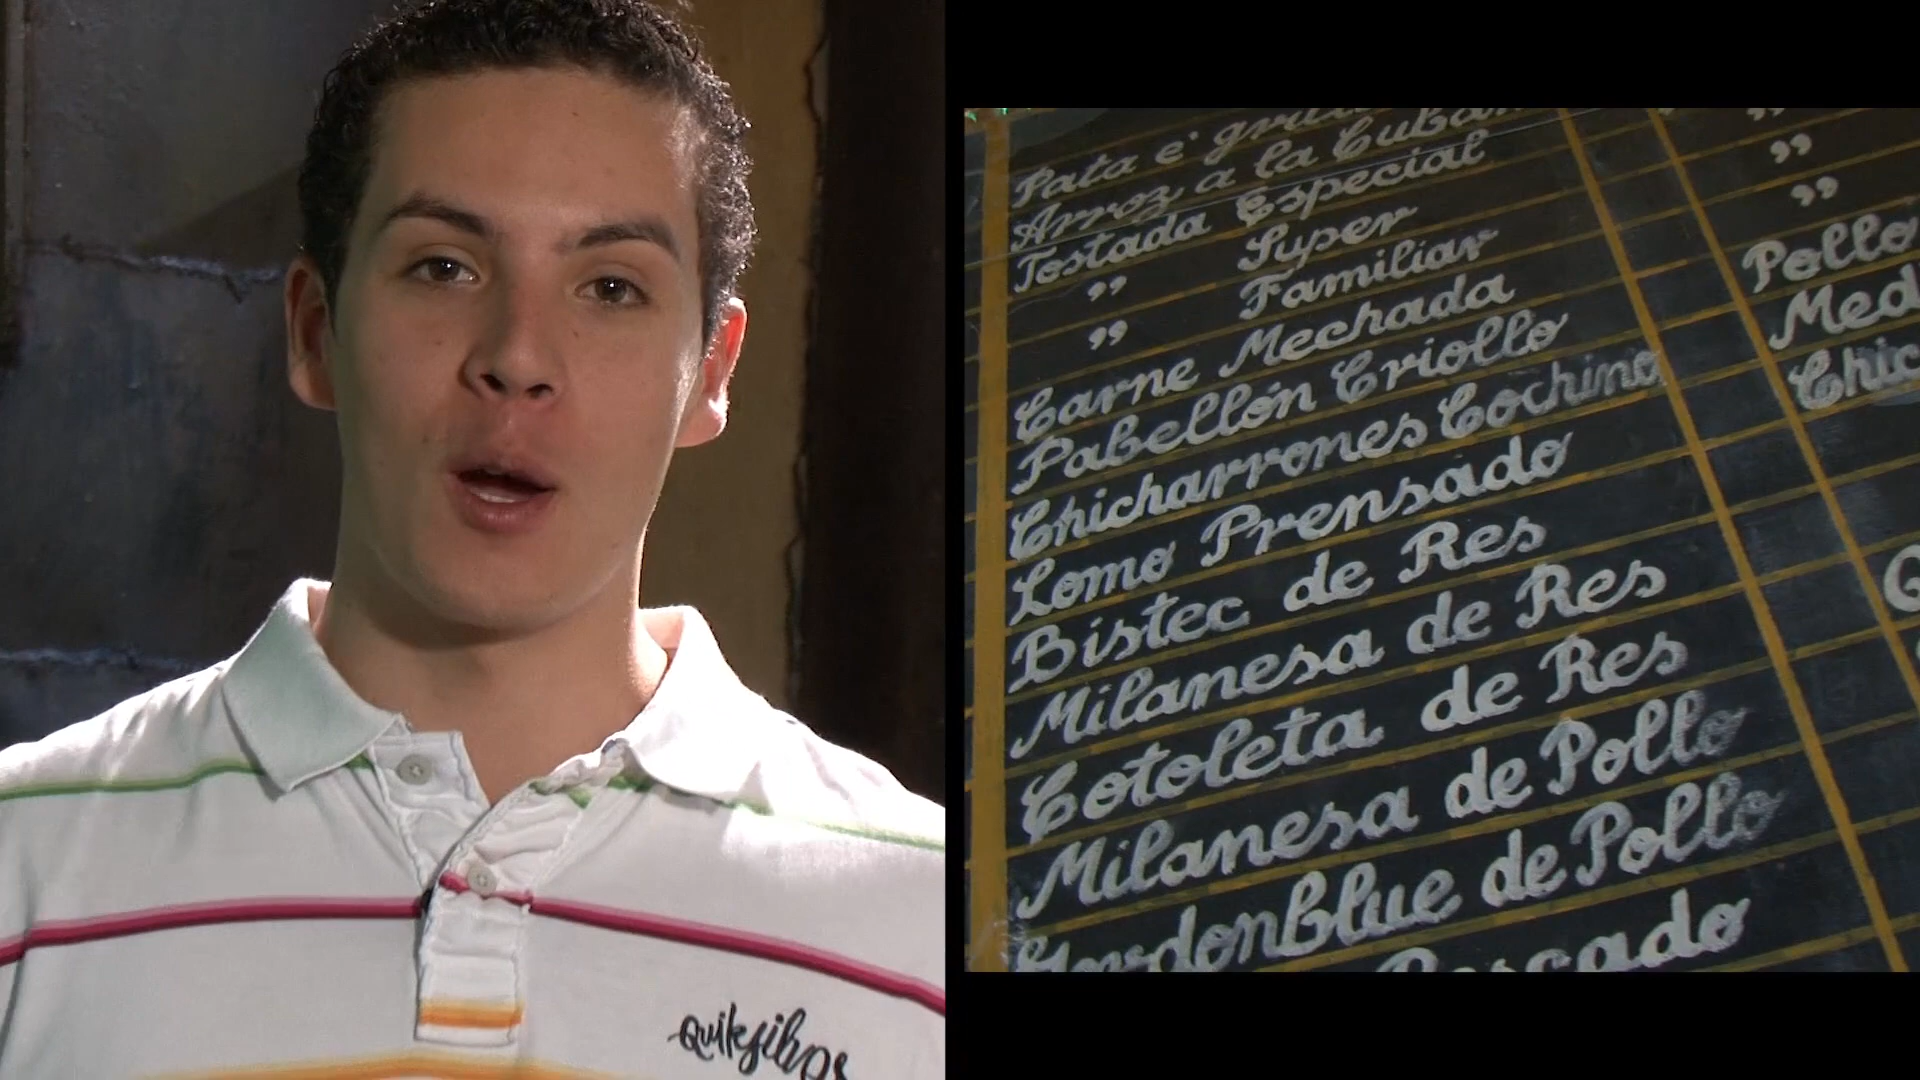 Quiksilver
Pata e'
Arroz a la
Tostada Especial
" Super
" Familiar
Carne Mechada
Pabellón Criollo
Chicharrones Cochino
Lomo Prensado
Bistec de Res
Milanesa de Res
Cotoleta de Res
Milanesa de Pollo
GordonBlue de Pollo
"
"
"
Pollo